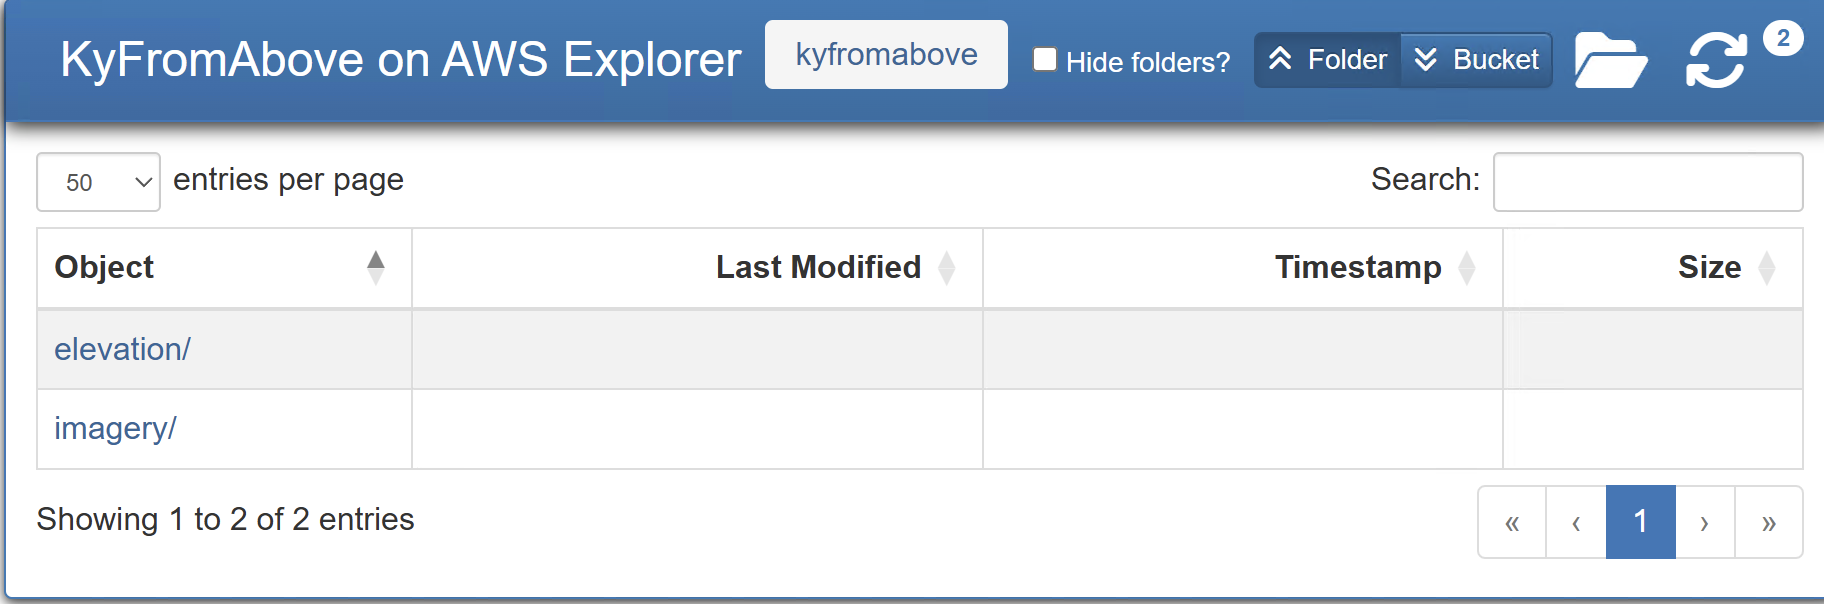 KyFromAbove on AWS Explorer kyfromabove Hide folders? Folder Bucket 2
50 entries per page Search:
Object Last Modified Timestamp Size
elevation/
imagery/
Showing 1 to 2 of 2 entries « ‹ 1 › »